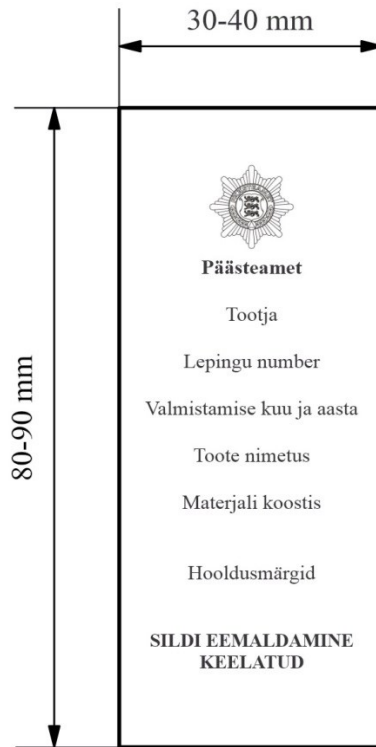 30-40 mm
80-90 mm
Päästeamet
Tootja
Lepingu number
Valmistamise kuu ja aasta
Toote nimetus
Materjali koostis
Hooldusmärgid
SILDI EEMALDAMINE
KEELATUD